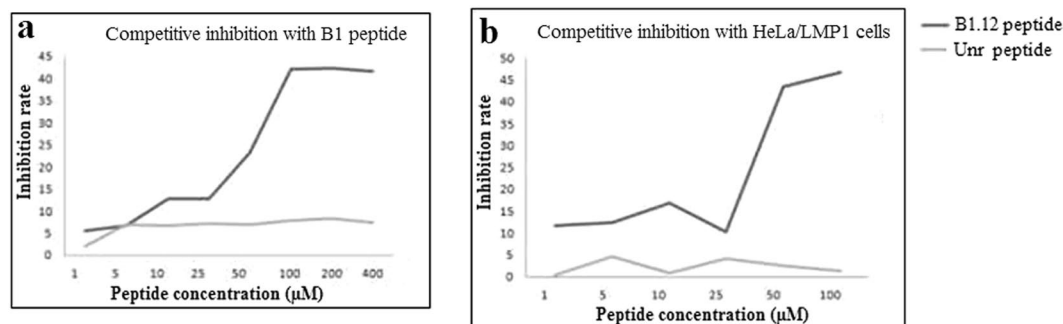 a
Competitive inhibition with B1 peptide
Inhibition rate
45
40
35
30
25
20
15
10
5
0
1 5 10 25 50 100 200 400
Peptide concentration (µM)
b
Competitive inhibition with HeLa/LMP1 cells
Inhibition rate
50
45
40
35
30
25
20
15
10
5
0
1 5 10 25 50 100
Peptide concentration (µM)
B1.12 peptide
Unr peptide